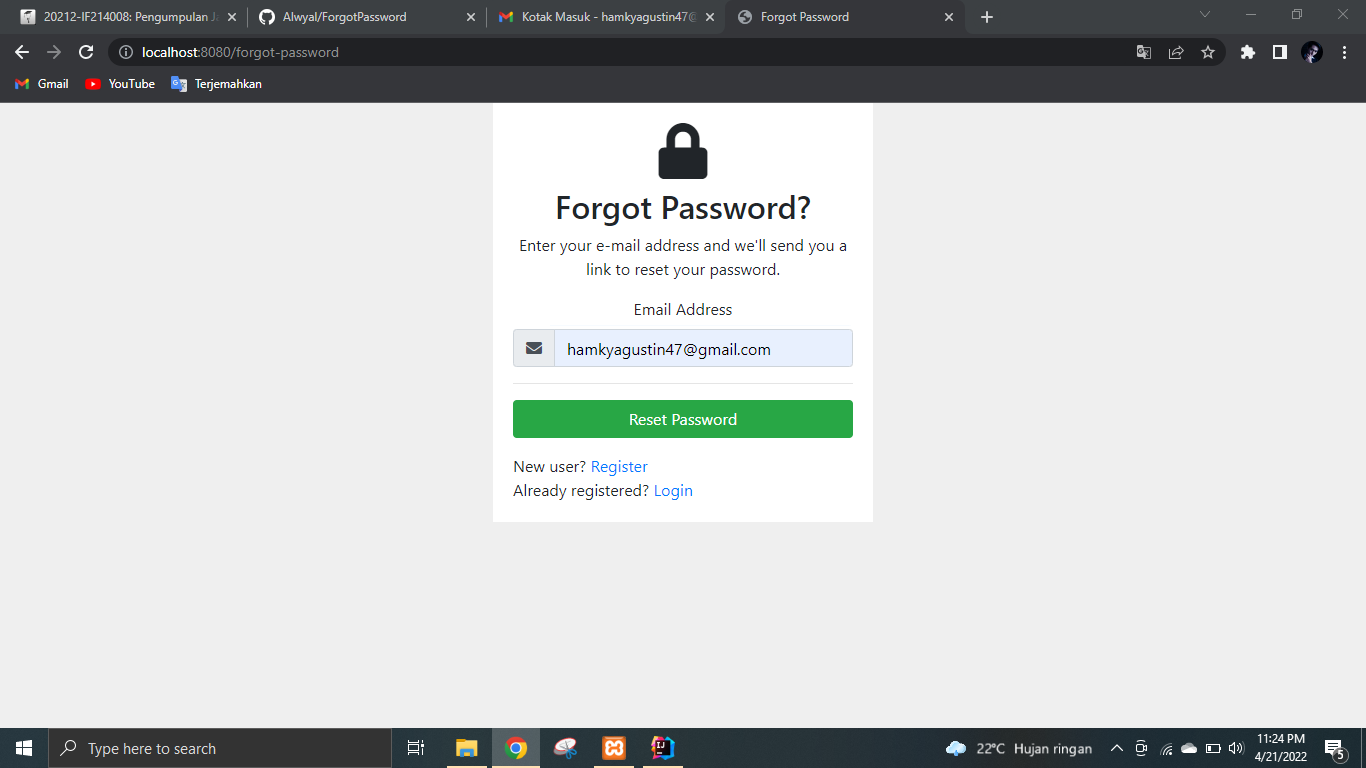 20212-IF214008: Pengumpulan Ja
Alwyal/ForgotPassword
Kotak Masuk - hamkyagustin47@
Forgot Password
localhost:8080/forgot-password
Gmail
YouTube
Terjemahkan
Forgot Password?
Enter your e-mail address and we'll send you a
link to reset your password.
Email Address
hamkyagustin47@gmail.com
Reset Password
New user? Register
Already registered? Login
Type here to search
22°C Hujan ringan
11:24 PM
4/21/2022
5